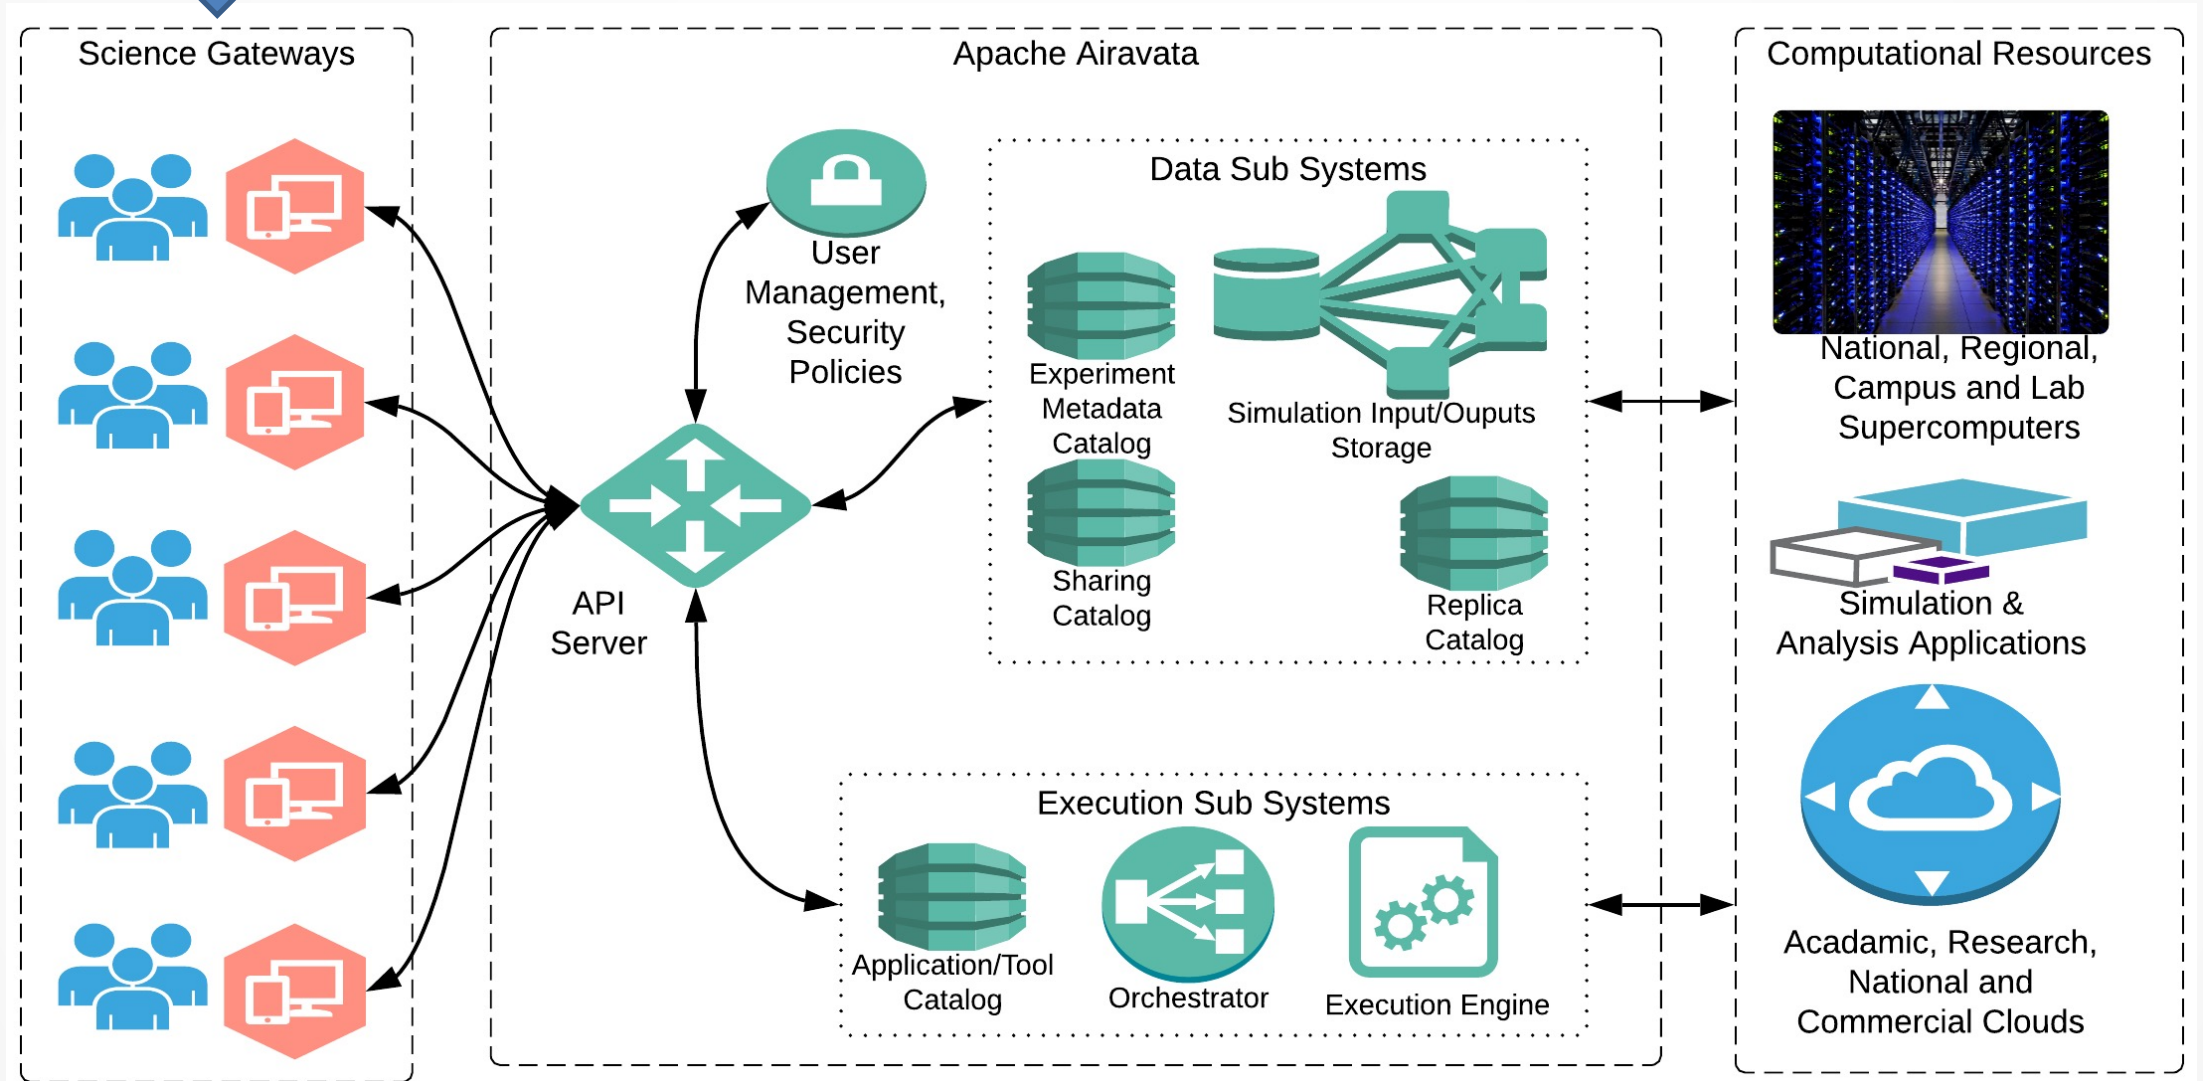 Science Gateways
Apache Airavata
User
Management,
Security
Policies
API
Server
Data Sub Systems
Experiment
Metadata
Catalog
Simulation Input/Ouputs
Storage
Sharing
Catalog
Replica
Catalog
Execution Sub Systems
Application/Tool
Catalog
Orchestrator
Execution Engine
Computational Resources
National, Regional,
Campus and Lab
Supercomputers
Simulation &
Analysis Applications
Acadamic, Research,
National and
Commercial Clouds